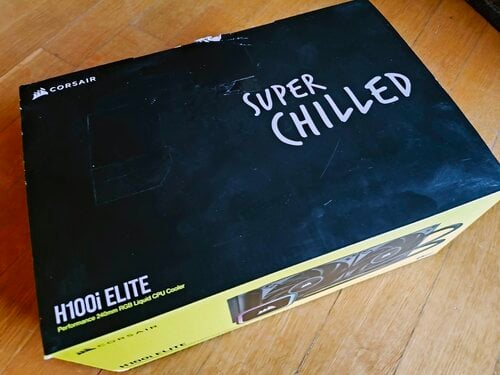 CORSAIR
SUPER
CHILLED
H100i ELITE
Performance 240mm RGB Liquid CPU Cooler
CORSAIR
H100i ELITE